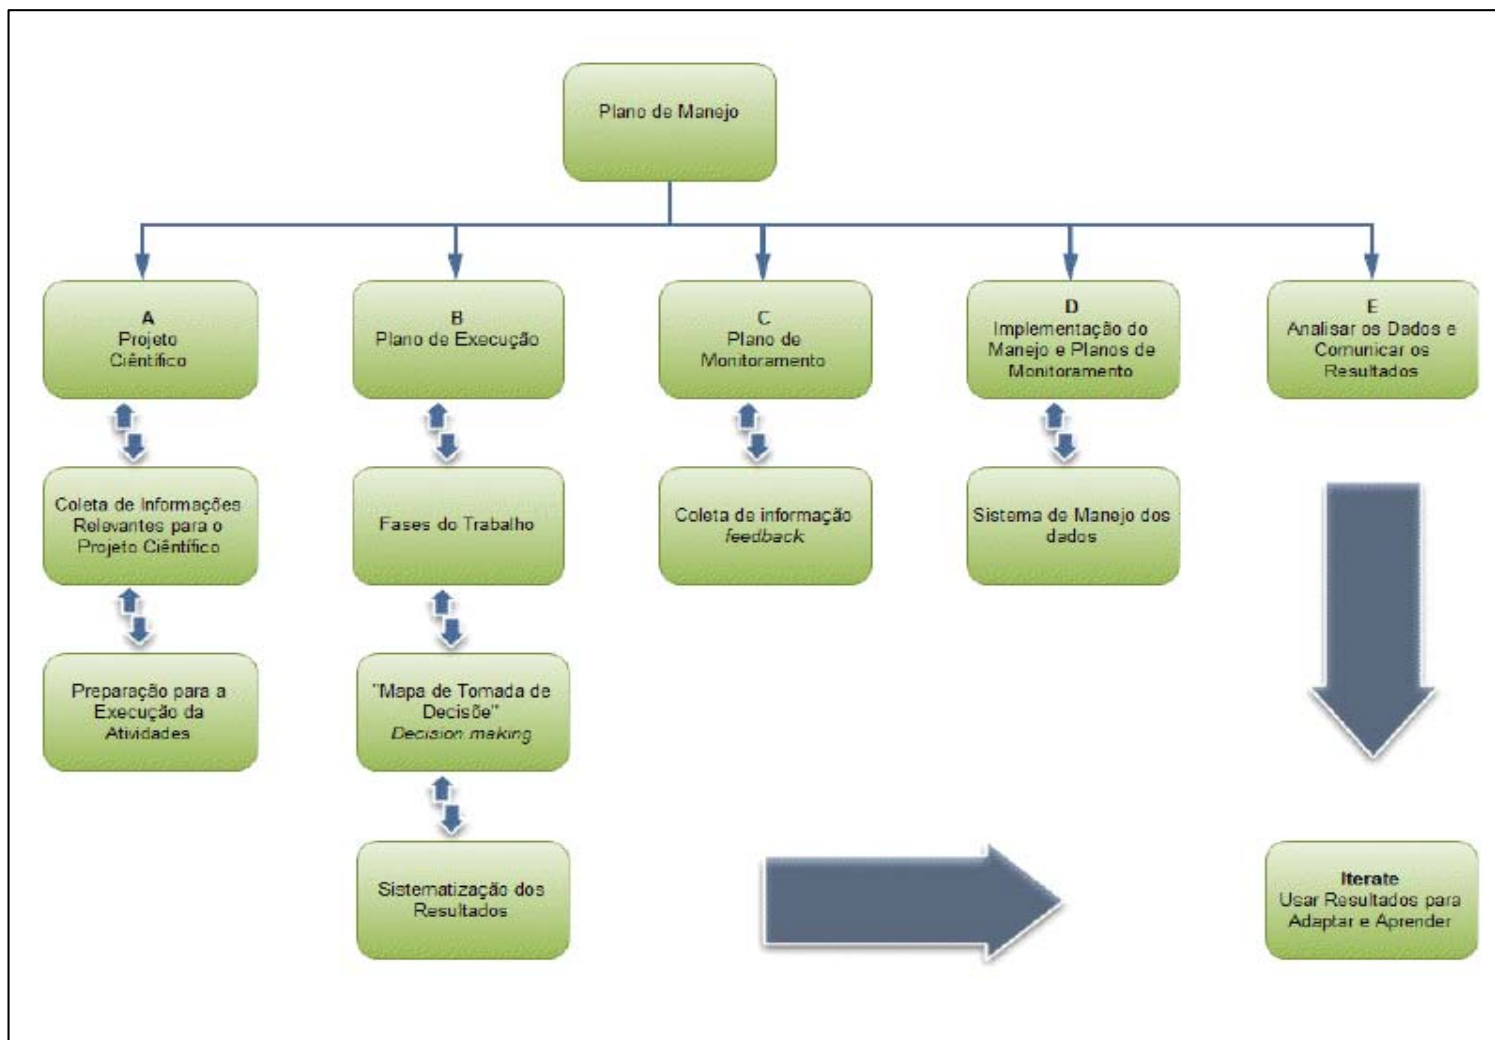 Plano de Manejo
A
Projeto
Ciêntífico
B
Plano de Execução
C
Plano de
Monitoramento
D
Implementação do
Manejo e Planos de
Monitoramento
E
Analisar os Dados e
Comunicar os
Resultados
Coleta de Informações
Relevantes para o
Projeto Ciêntífico
Fases do Trabalho
Coleta de informação
feedback
Sistema de Manejo dos
dados
Preparação para a
Execução da
Atividades
"Mapa de Tomada de
Decisõe"
Decision making
Sistematização dos
Resultados
Iterate
Usar Resultados para
Adaptar e Aprender